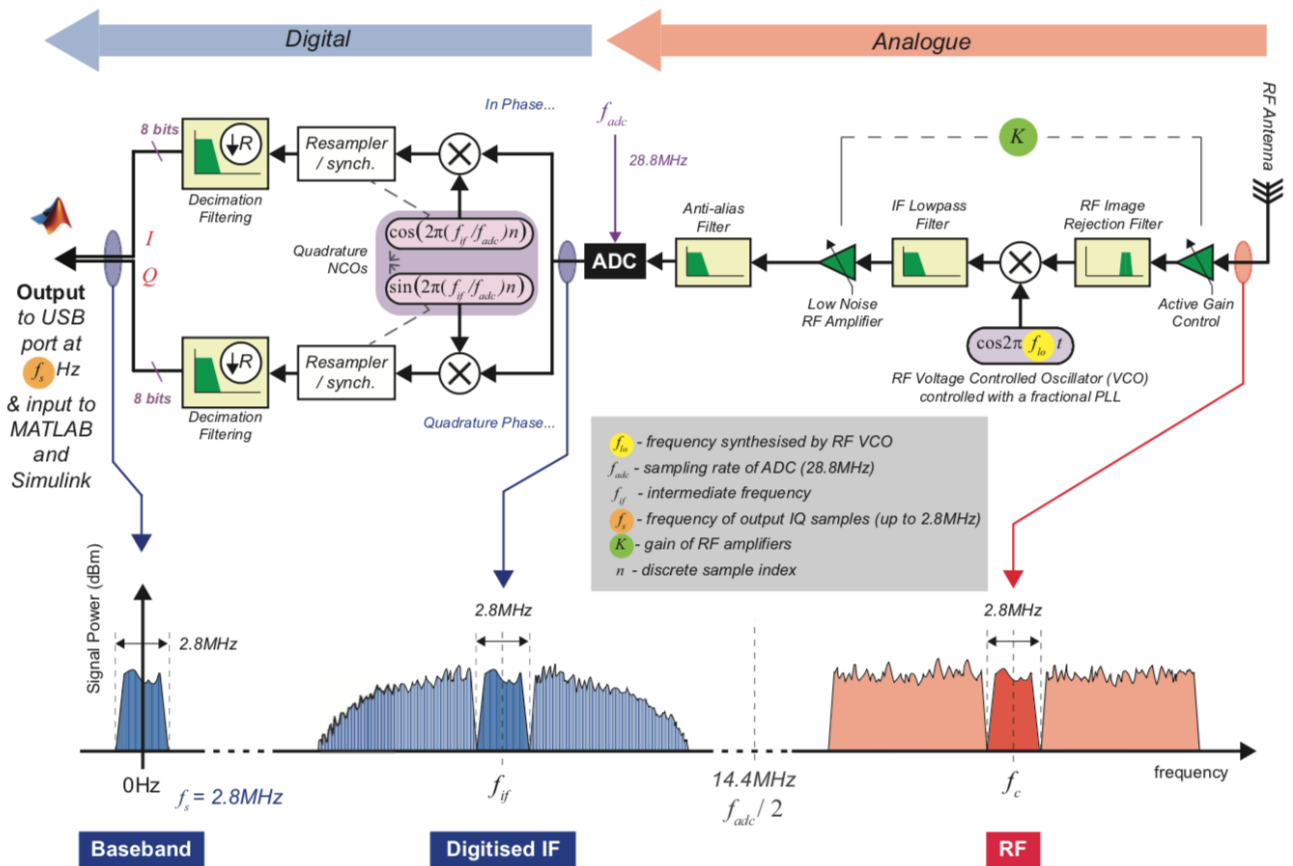 Digital
Analogue
In Phase...
f_adc
28.8MHz
K
RF Antenna
8 bits
↓R
Decimation
Filtering
Resampler
/ synch.
Quadrature
NCOs
cos(2π(f_if/f_adc)n)
sin(2π(f_if/f_adc)n)
ADC
Anti-alias
Filter
Low Noise
RF Amplifier
IF Lowpass
Filter
RF Image
Rejection Filter
Active Gain
Control
cos2π f_lo t
RF Voltage Controlled Oscillator (VCO)
controlled with a fractional PLL
I
Q
Output
to USB
port at
f_s Hz
& input to
MATLAB
and
Simulink
8 bits
↓R
Decimation
Filtering
Resampler
/ synch.
Quadrature Phase...
f_lo - frequency synthesised by RF VCO
f_adc - sampling rate of ADC (28.8MHz)
f_if - intermediate frequency
f_s - frequency of output IQ samples (up to 2.8MHz)
K - gain of RF amplifiers
n - discrete sample index
Signal Power (dBm)
2.8MHz
2.8MHz
2.8MHz
0Hz
f_s = 2.8MHz
f_if
14.4MHz
f_adc / 2
f_c
frequency
Baseband
Digitised IF
RF